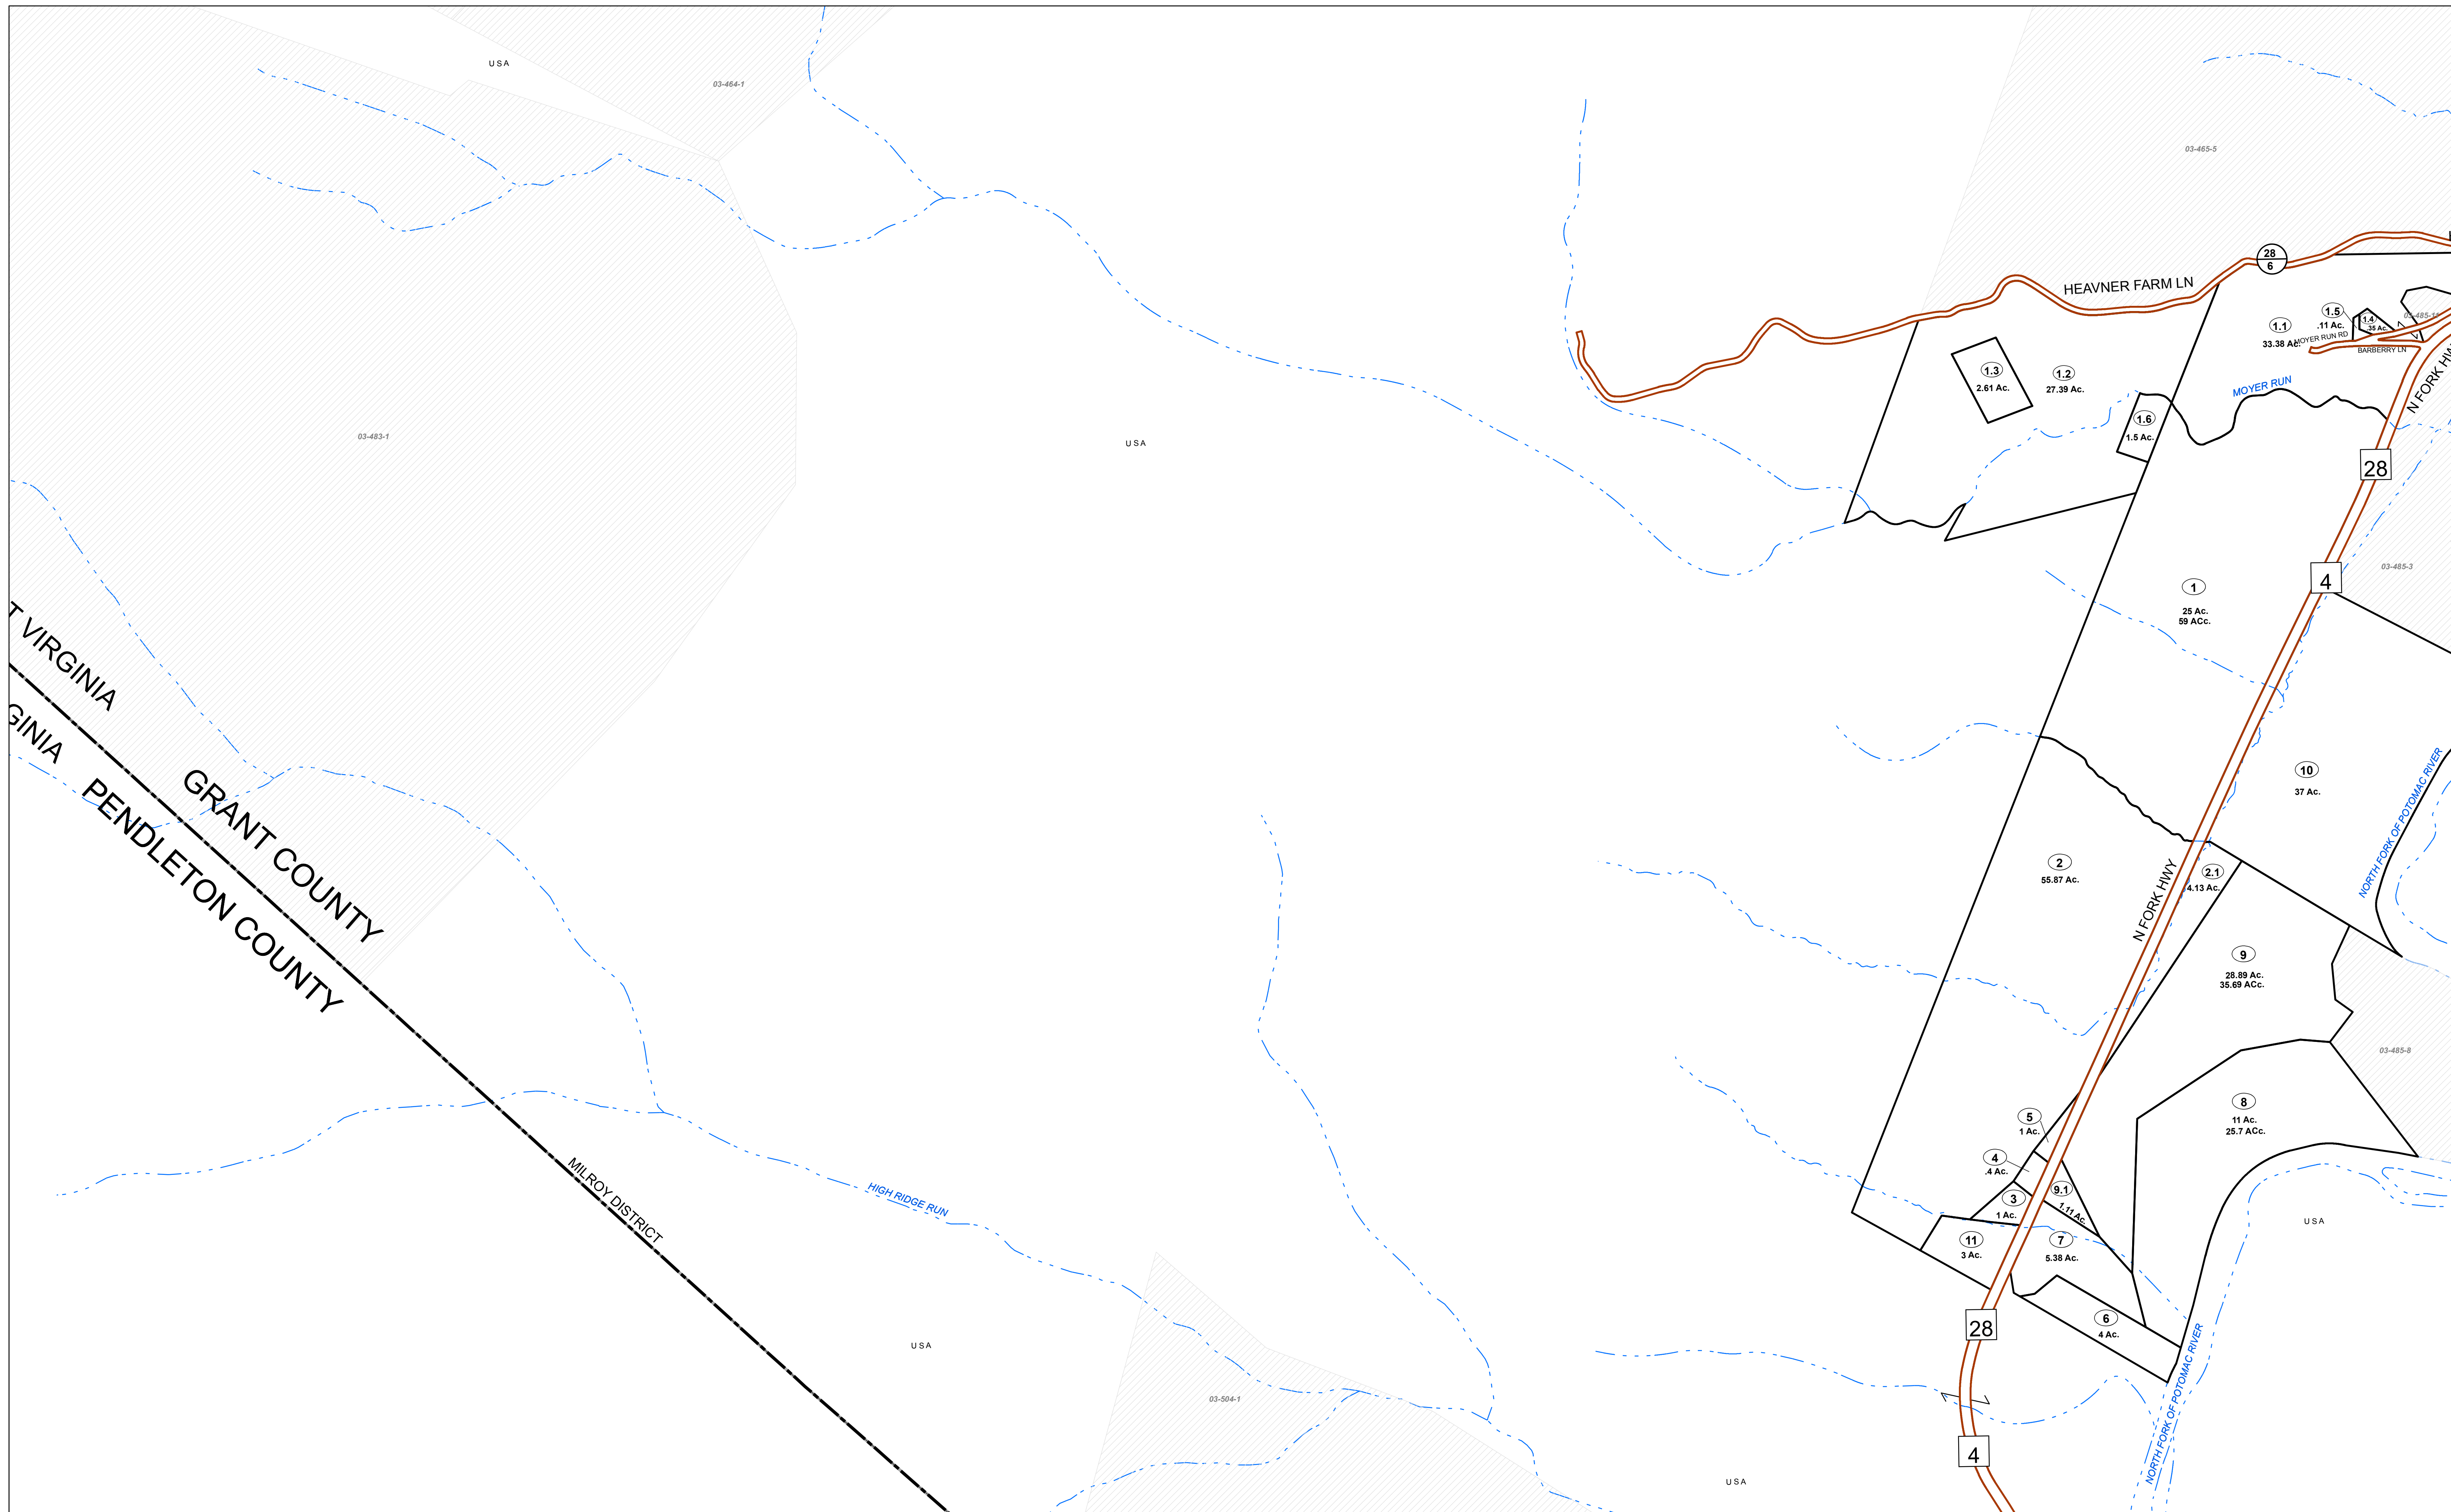 U S A
03-464-1
03-465-5
28
6
HEAVNER FARM LN
1.5
.11 Ac.
1.4
.35 Ac.
1.1
33.38 Ac.
MOYER RUN RD
BARBERRY LN
N FORK HW
1.3
2.61 Ac.
1.2
27.39 Ac.
MOYER RUN
1.6
1.5 Ac.
03-483-1
U S A
28
03-485-3
4
1
25 Ac.
59 ACc.
T VIRGINIA
GINIA
GRANT COUNTY
PENDLETON COUNTY
10
37 Ac.
NORTH FORK OF POTOMAC RIVER
2
55.87 Ac.
2.1
4.13 Ac.
N FORK HWY
9
28.89 Ac.
35.69 ACc.
03-485-8
8
11 Ac.
25.7 ACc.
5
1 Ac.
4
.4 Ac.
9.1
1.11 Ac.
3
1 Ac.
MILROY DISTRICT
HIGH RIDGE RUN
U S A
11
3 Ac.
7
5.38 Ac.
6
4 Ac.
28
U S A
03-504-1
NORTH FORK OF POTOMAC RIVER
4
U S A